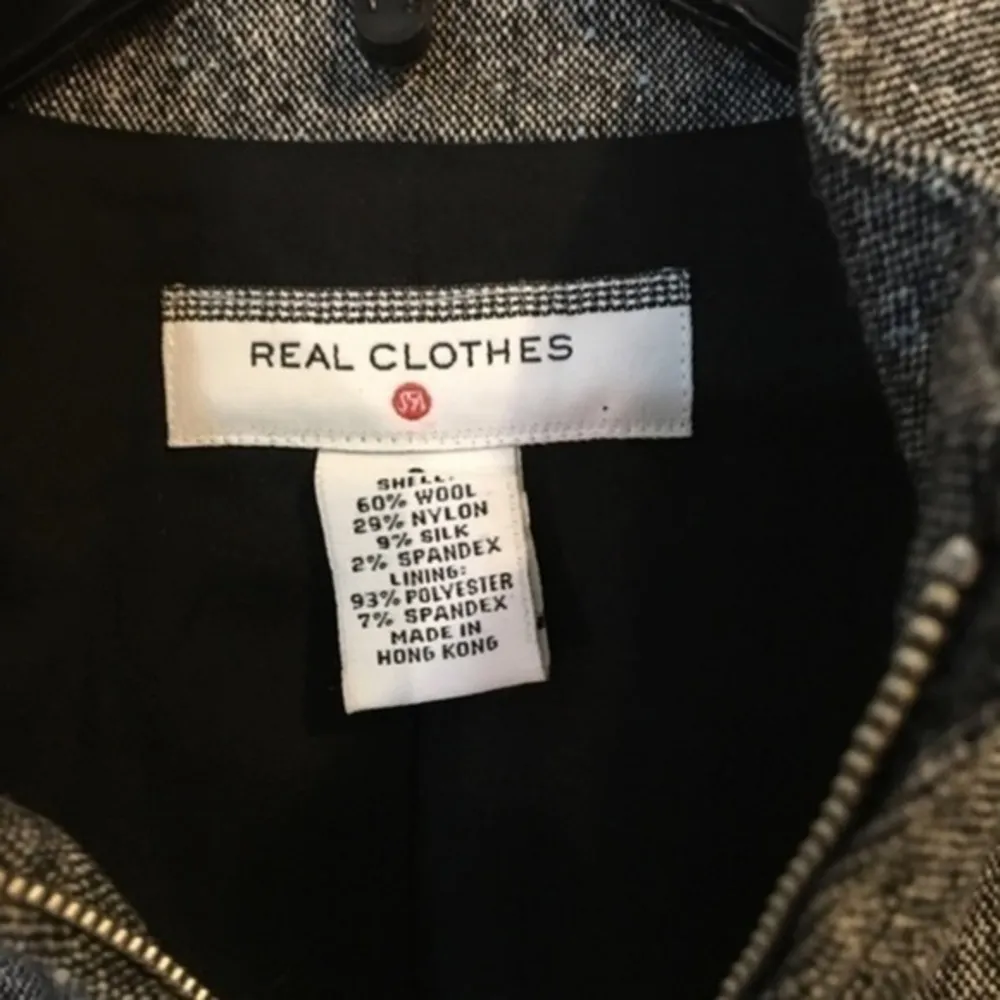 REAL CLOTHES
SHELL:
60% WOOL
29% NYLON
9% SILK
2% SPANDEX
LINING:
93% POLYESTER
7% SPANDEX
MADE IN
HONG KONG